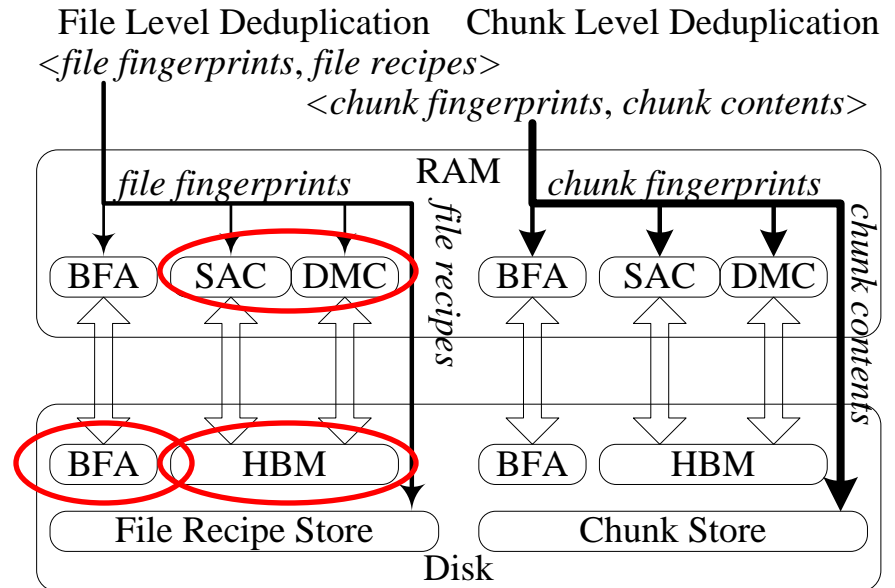 File Level Deduplication
Chunk Level Deduplication
<file fingerprints, file recipes>
<chunk fingerprints, chunk contents>
RAM
file fingerprints
chunk fingerprints
file recipes
chunk contents
BFA
SAC
DMC
BFA
SAC
DMC
BFA
HBM
BFA
HBM
File Recipe Store
Chunk Store
Disk